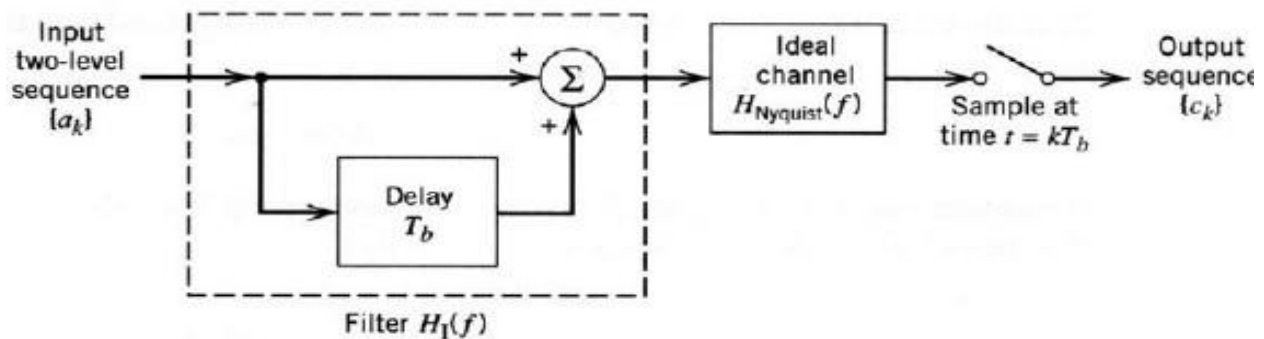 Input
two-level
sequence
{a_k}
+
Σ
+
Delay
T_b
Filter H_I(f)
Ideal
channel
H_Nyquist(f)
Sample at
time t = kT_b
Output
sequence
{c_k}